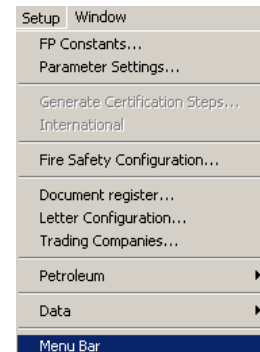 Setup Window
FP Constants...
Parameter Settings...
Generate Certification Steps...
International
Fire Safety Configuration...
Document register...
Letter Configuration...
Trading Companies...
Petroleum
Data
Menu Bar